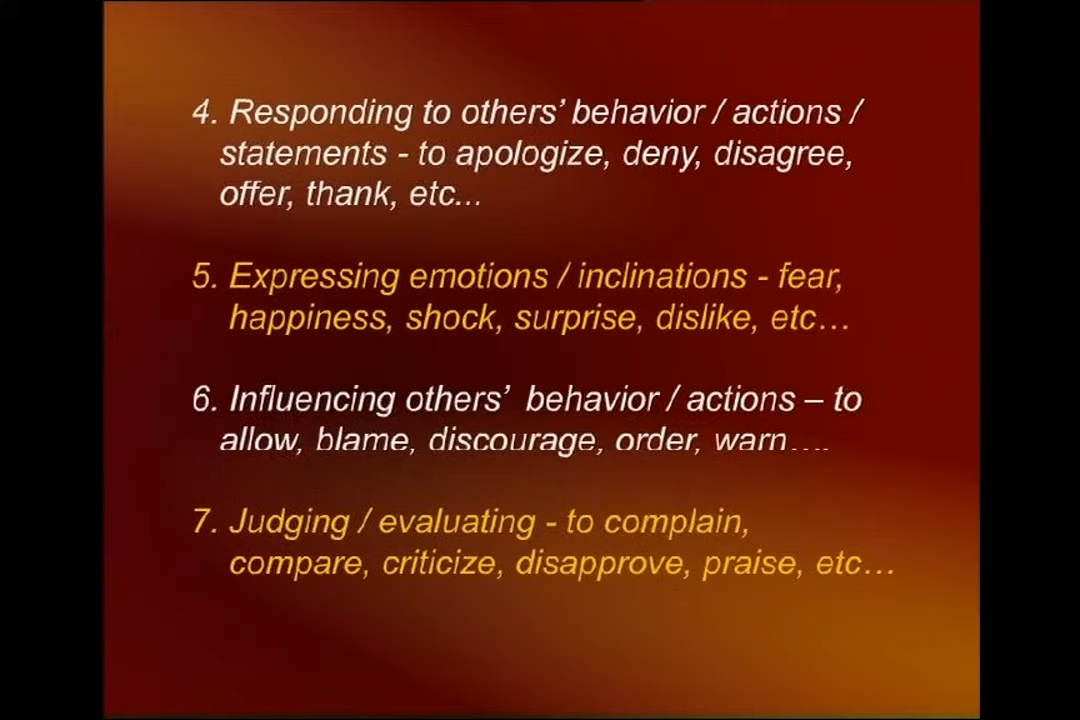 4. Responding to others’ behavior / actions /
statements - to apologize, deny, disagree,
offer, thank, etc...
5. Expressing emotions / inclinations - fear,
happiness, shock, surprise, dislike, etc…
6. Influencing others’ behavior / actions – to
allow, blame, discourage, order, warn….
7. Judging / evaluating - to complain,
compare, criticize, disapprove, praise, etc…